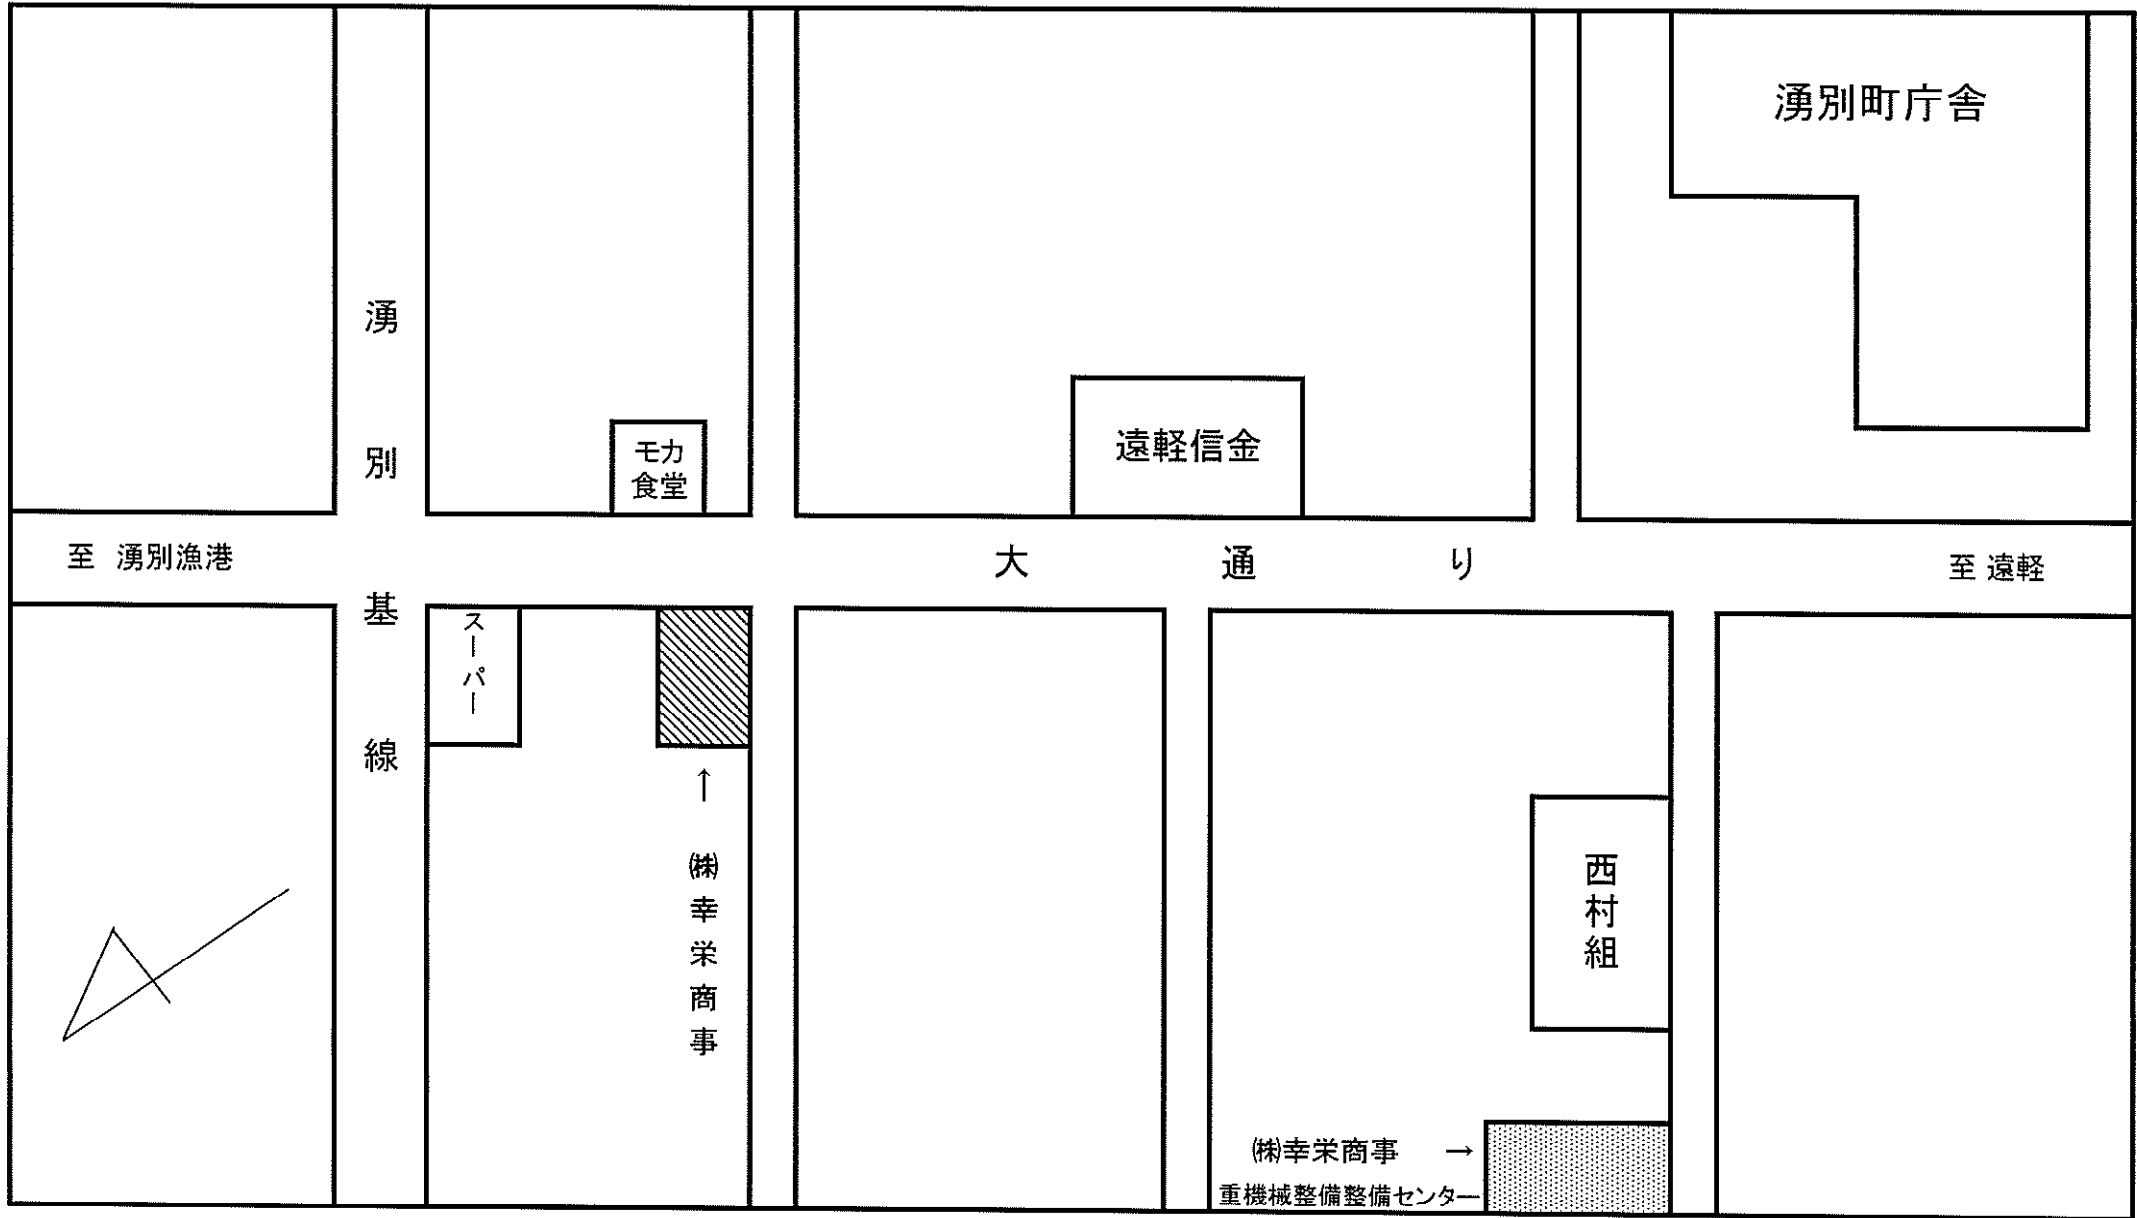 湧別町庁舎
湧別基線
モカ
食堂
遠軽信金
至 湧別漁港
大通り
至 遠軽
スーパー
↑
㈱幸栄商事
西村組
㈱幸栄商事 →
重機械整備整備センター